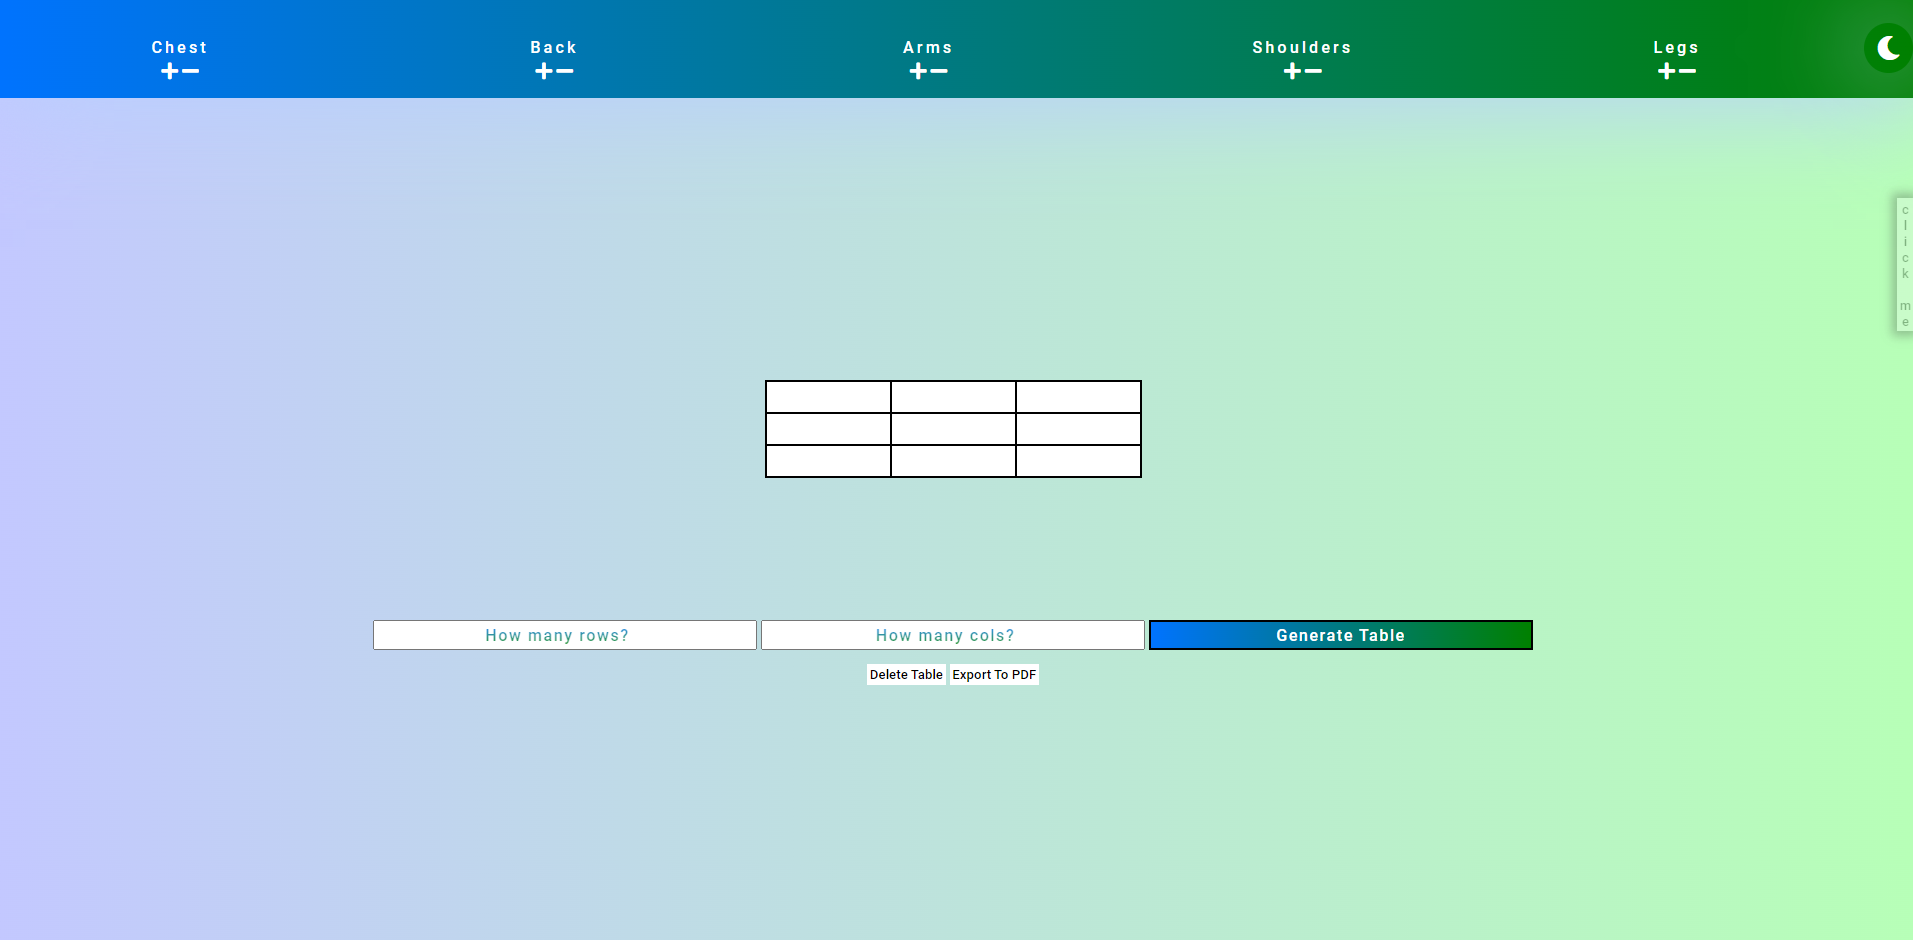 Chest Back Arms Shoulders Legs
click me
How many rows? How many cols? Generate Table
Delete Table Export To PDF